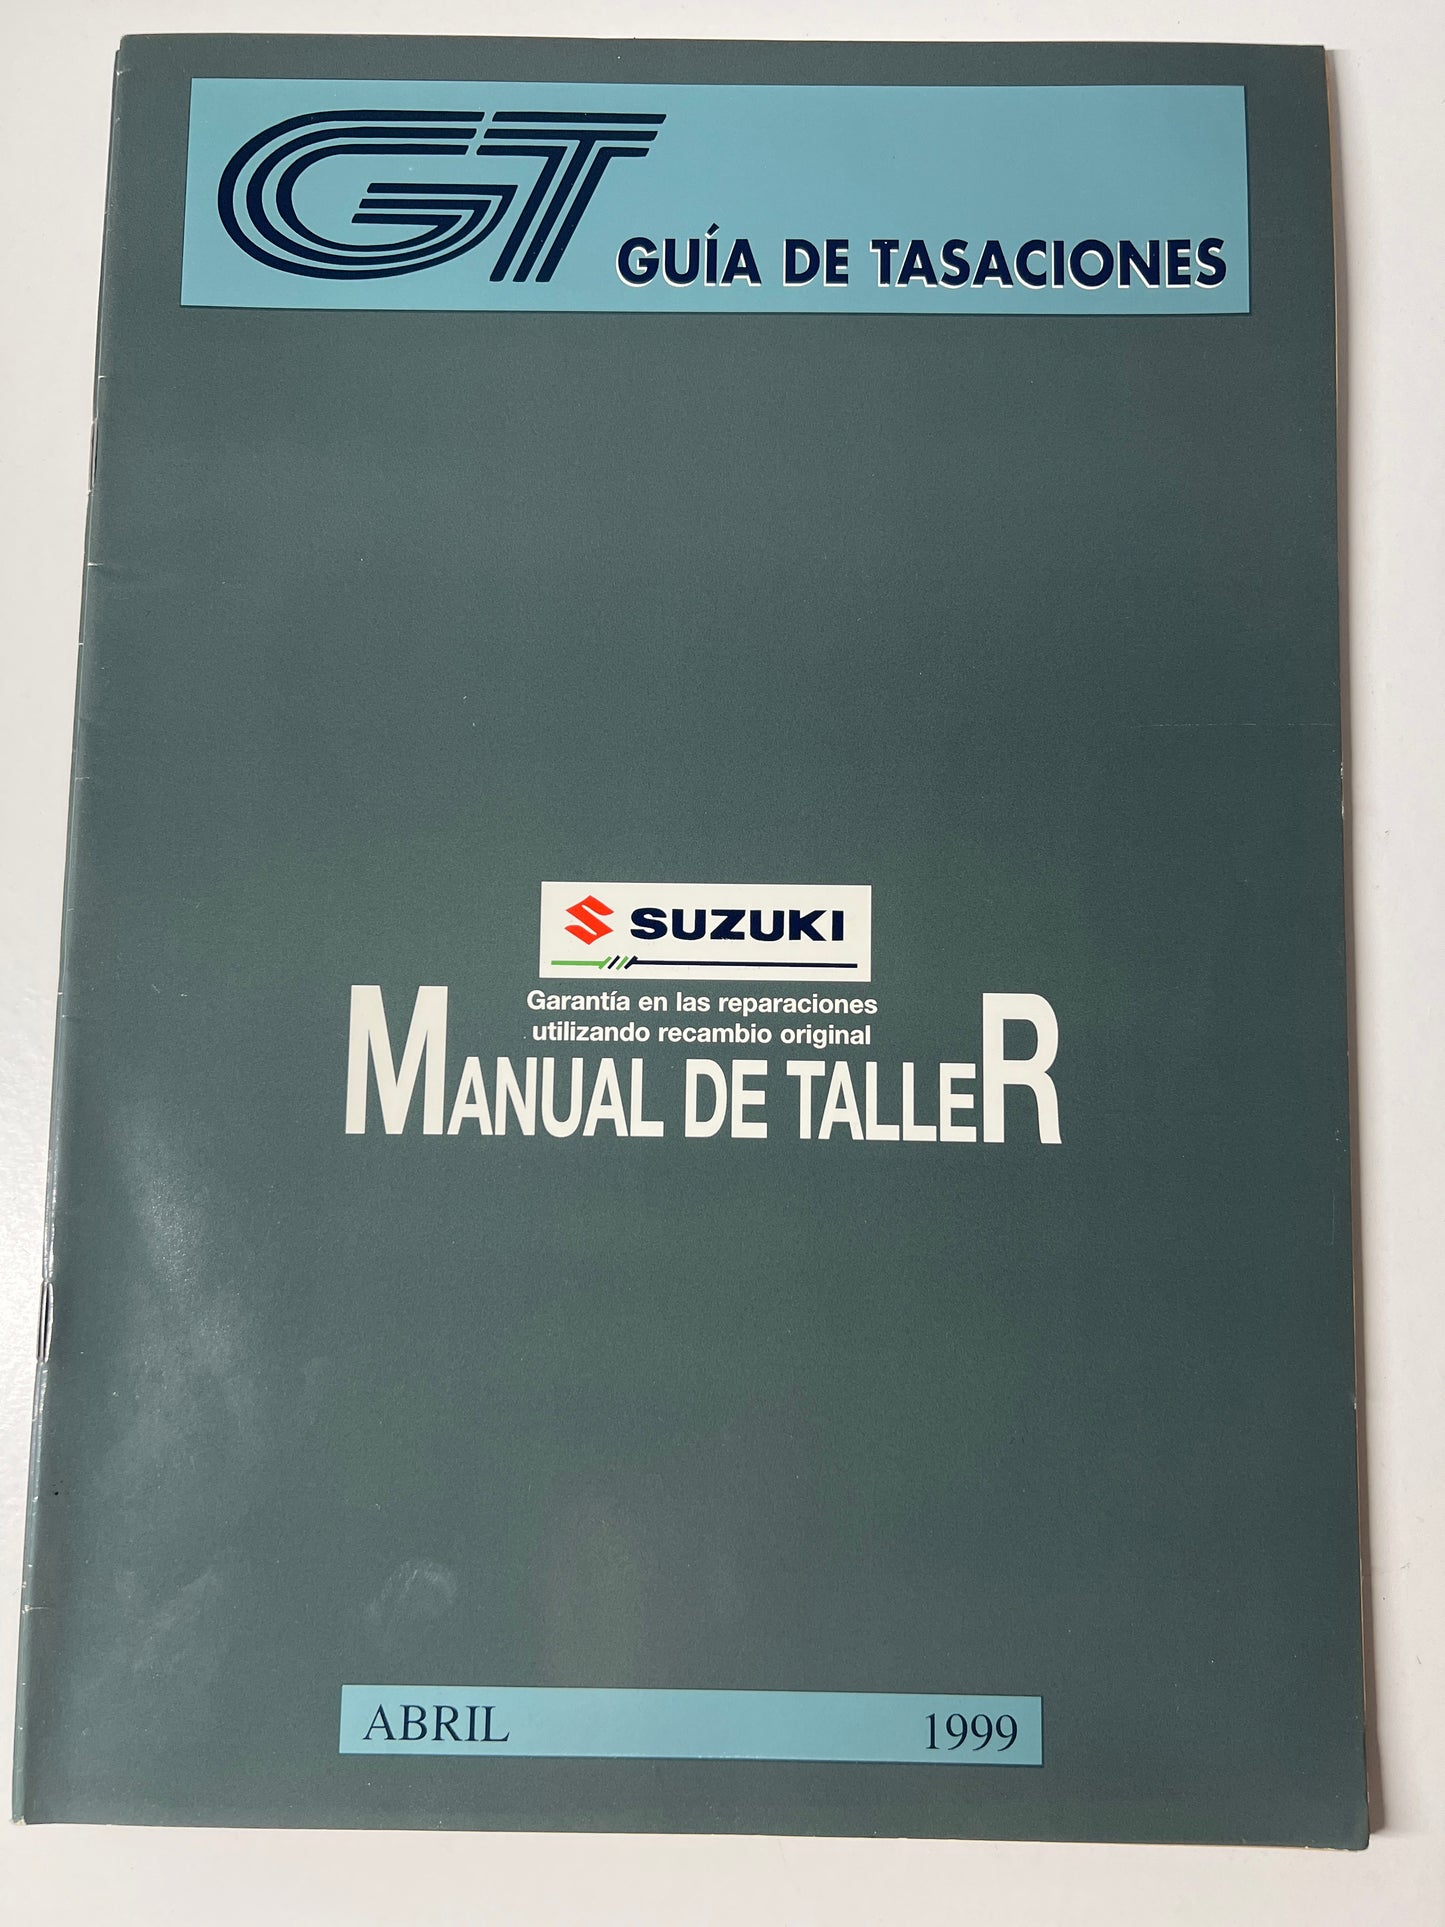 GT GUÍA DE TASACIONES
SUZUKI
Garantía en las reparaciones
utilizando recambio original
MANUAL DE TALLER
ABRIL 1999